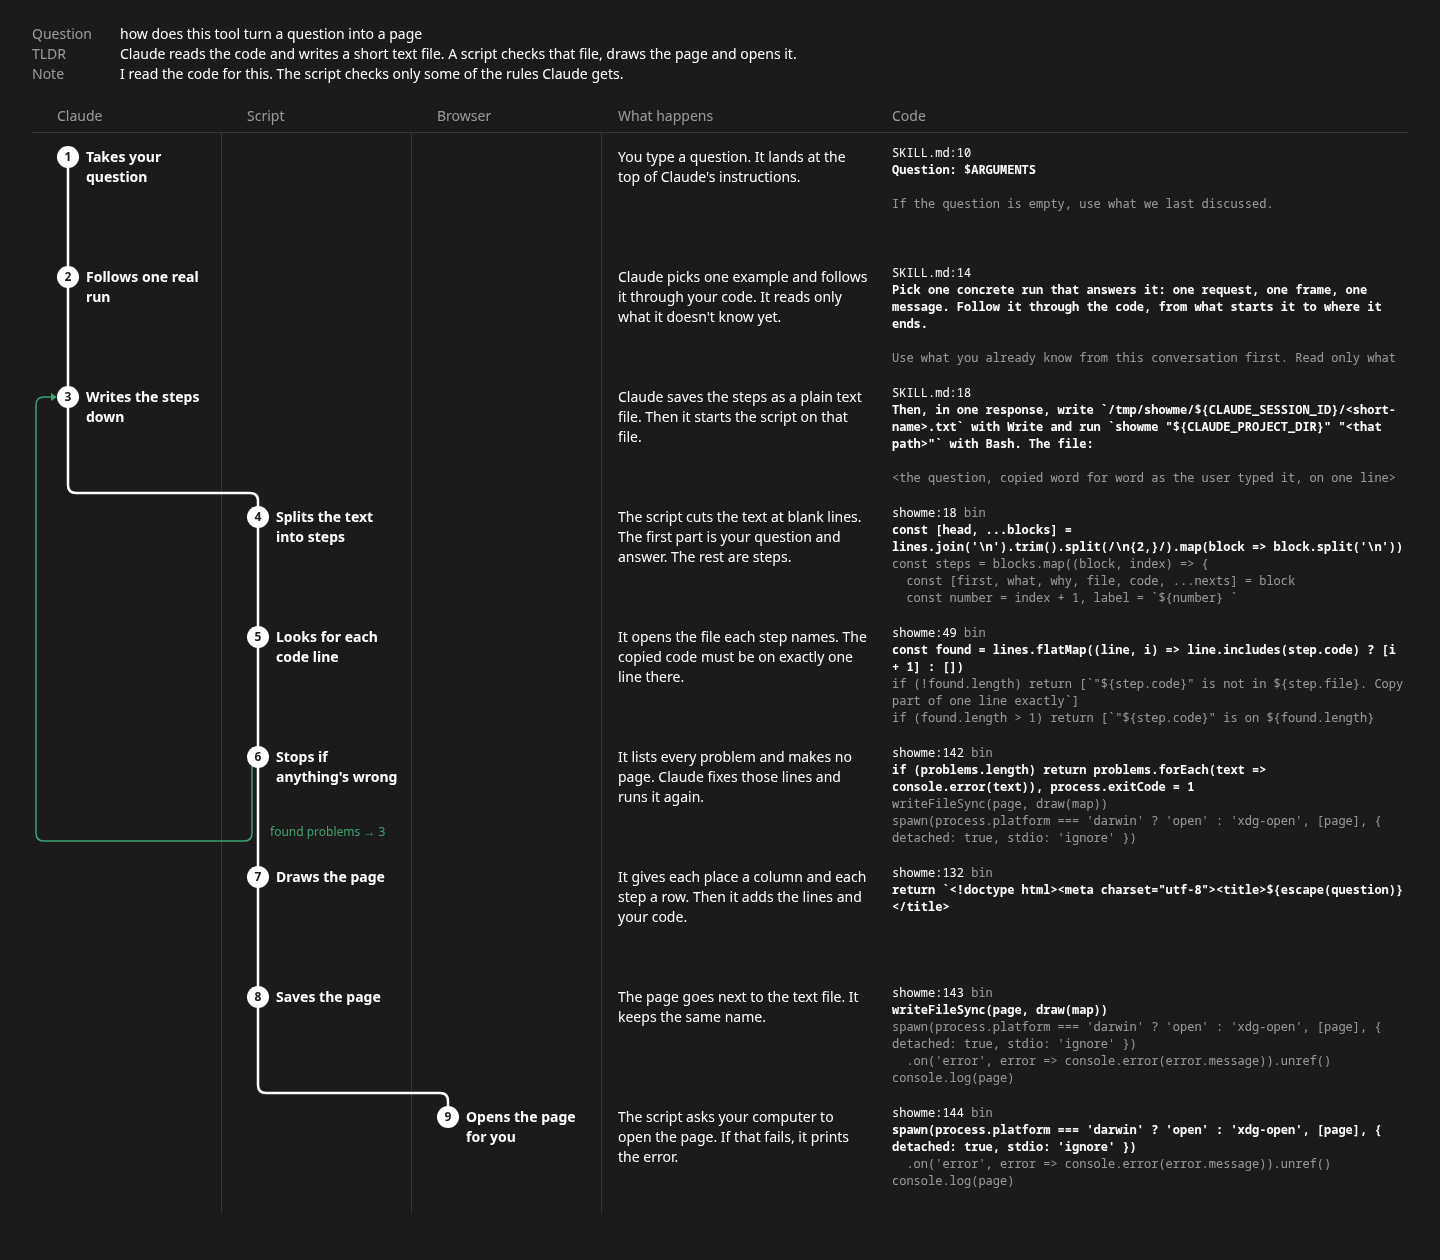 Question how does this tool turn a question into a page
TLDR Claude reads the code and writes a short text file. A script checks that file, draws the page and opens it.
Note I read the code for this. The script checks only some of the rules Claude gets.
Claude Script Browser What happens Code
1 Takes your
question
You type a question. It lands at the
top of Claude's instructions.
SKILL.md:10
Question: $ARGUMENTS
If the question is empty, use what we last discussed.
2 Follows one real
run
Claude picks one example and follows
it through your code. It reads only
what it doesn't know yet.
SKILL.md:14
Pick one concrete run that answers it: one request, one frame, one
message. Follow it through the code, from what starts it to where it
ends.
Use what you already know from this conversation first. Read only what
3 Writes the steps
down
Claude saves the steps as a plain text
file. Then it starts the script on that
file.
SKILL.md:18
Then, in one response, write `/tmp/showme/${CLAUDE_SESSION_ID}/<short-
name>.txt` with Write and run `showme "${CLAUDE_PROJECT_DIR}" "<that
path>"` with Bash. The file:
<the question, copied word for word as the user typed it, on one line>
4 Splits the text
into steps
The script cuts the text at blank lines.
The first part is your question and
answer. The rest are steps.
showme:18 bin
const [head, ...blocks] =
lines.join('\n').trim().split(/\n{2,}/).map(block => block.split('\n'))
const steps = blocks.map((block, index) => {
const [first, what, why, file, code, ...nexts] = block
const number = index + 1, label = `${number} `
5 Looks for each
code line
It opens the file each step names. The
copied code must be on exactly one
line there.
showme:49 bin
const found = lines.flatMap((line, i) => line.includes(step.code) ? [i
+ 1] : [])
if (!found.length) return [`"${step.code}" is not in ${step.file}. Copy
part of one line exactly`]
if (found.length > 1) return [`"${step.code}" is on ${found.length}
6 Stops if
anything's wrong
It lists every problem and makes no
page. Claude fixes those lines and
runs it again.
showme:142 bin
if (problems.length) return problems.forEach(text =>
console.error(text)), process.exitCode = 1
writeFileSync(page, draw(map))
spawn(process.platform === 'darwin' ? 'open' : 'xdg-open', [page], {
detached: true, stdio: 'ignore' })
found problems → 3
7 Draws the page
It gives each place a column and each
step a row. Then it adds the lines and
your code.
showme:132 bin
return `<!doctype html><meta charset="utf-8"><title>${escape(question)}
</title>
8 Saves the page
The page goes next to the text file. It
keeps the same name.
showme:143 bin
writeFileSync(page, draw(map))
spawn(process.platform === 'darwin' ? 'open' : 'xdg-open', [page], {
detached: true, stdio: 'ignore' })
.on('error', error => console.error(error.message)).unref()
console.log(page)
9 Opens the page
for you
The script asks your computer to
open the page. If that fails, it prints
the error.
showme:144 bin
spawn(process.platform === 'darwin' ? 'open' : 'xdg-open', [page], {
detached: true, stdio: 'ignore' })
.on('error', error => console.error(error.message)).unref()
console.log(page)